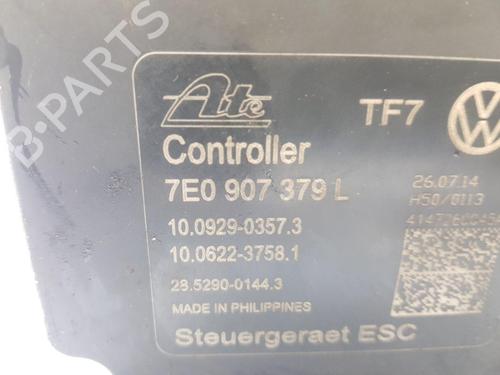 B-PARTS
Ate
TF7
Controller
7E0 907 379 L
26.07.14
H50/0113
10.0929-0357.3
10.0622-3758.1
28.5290-0144.3
MADE IN PHILIPPINES
Steuergeraet ESC